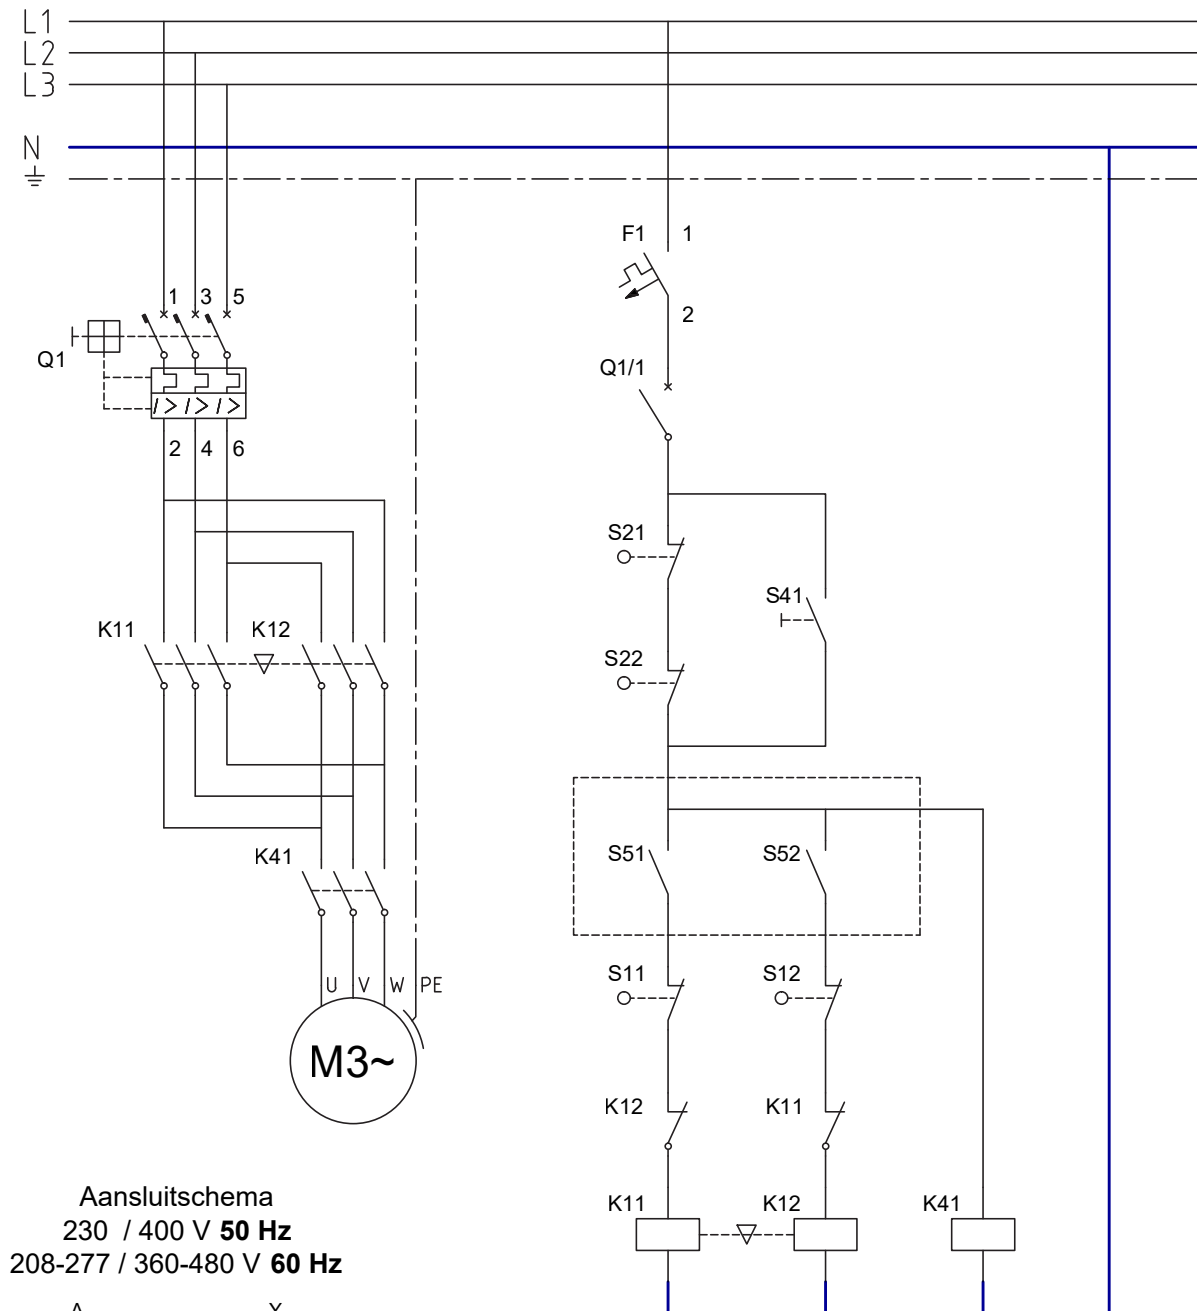 L1
L2
L3
N
F1 1
2
1 3 5
Q1
Q1/1
2 4 6
S21
S41
K11 K12
S22
K41
S51 S52
U V W PE
S11 S12
M3~
K12 K11
Aansluitschema
230 / 400 V 50 Hz
208-277 / 360-480 V 60 Hz
K11 K12 K41